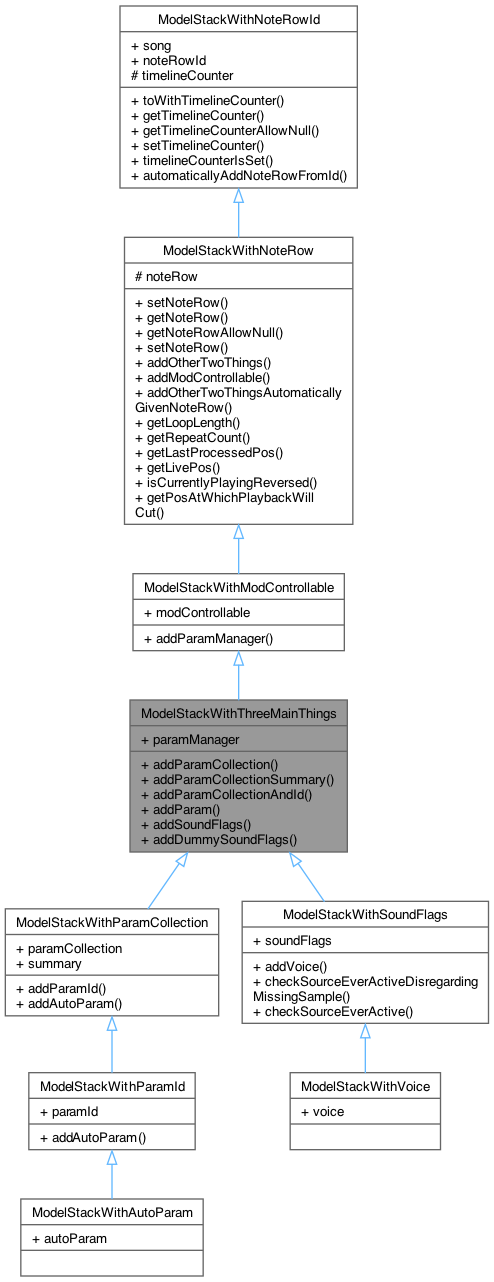 ModelStackWithNoteRowId
+ song
+ noteRowId
# timelineCounter
+ toWithTimelineCounter()
+ getTimelineCounter()
+ getTimelineCounterAllowNull()
+ setTimelineCounter()
+ timelineCounterIsSet()
+ automaticallyAddNoteRowFromId()
ModelStackWithNoteRow
# noteRow
+ setNoteRow()
+ getNoteRow()
+ getNoteRowAllowNull()
+ setNoteRow()
+ addOtherTwoThings()
+ addModControllable()
+ addOtherTwoThingsAutomatically
GivenNoteRow()
+ getLoopLength()
+ getRepeatCount()
+ getLastProcessedPos()
+ getLivePos()
+ isCurrentlyPlayingReversed()
+ getPosAtWhichPlaybackWill
Cut()
ModelStackWithModControllable
+ modControllable
+ addParamManager()
ModelStackWithThreeMainThings
+ paramManager
+ addParamCollection()
+ addParamCollectionSummary()
+ addParamCollectionAndId()
+ addParam()
+ addSoundFlags()
+ addDummySoundFlags()
ModelStackWithParamCollection
+ paramCollection
+ summary
+ addParamId()
+ addAutoParam()
ModelStackWithSoundFlags
+ soundFlags
+ addVoice()
+ checkSourceEverActiveDisregarding
MissingSample()
+ checkSourceEverActive()
ModelStackWithParamId
+ paramId
+ addAutoParam()
ModelStackWithVoice
+ voice
ModelStackWithAutoParam
+ autoParam